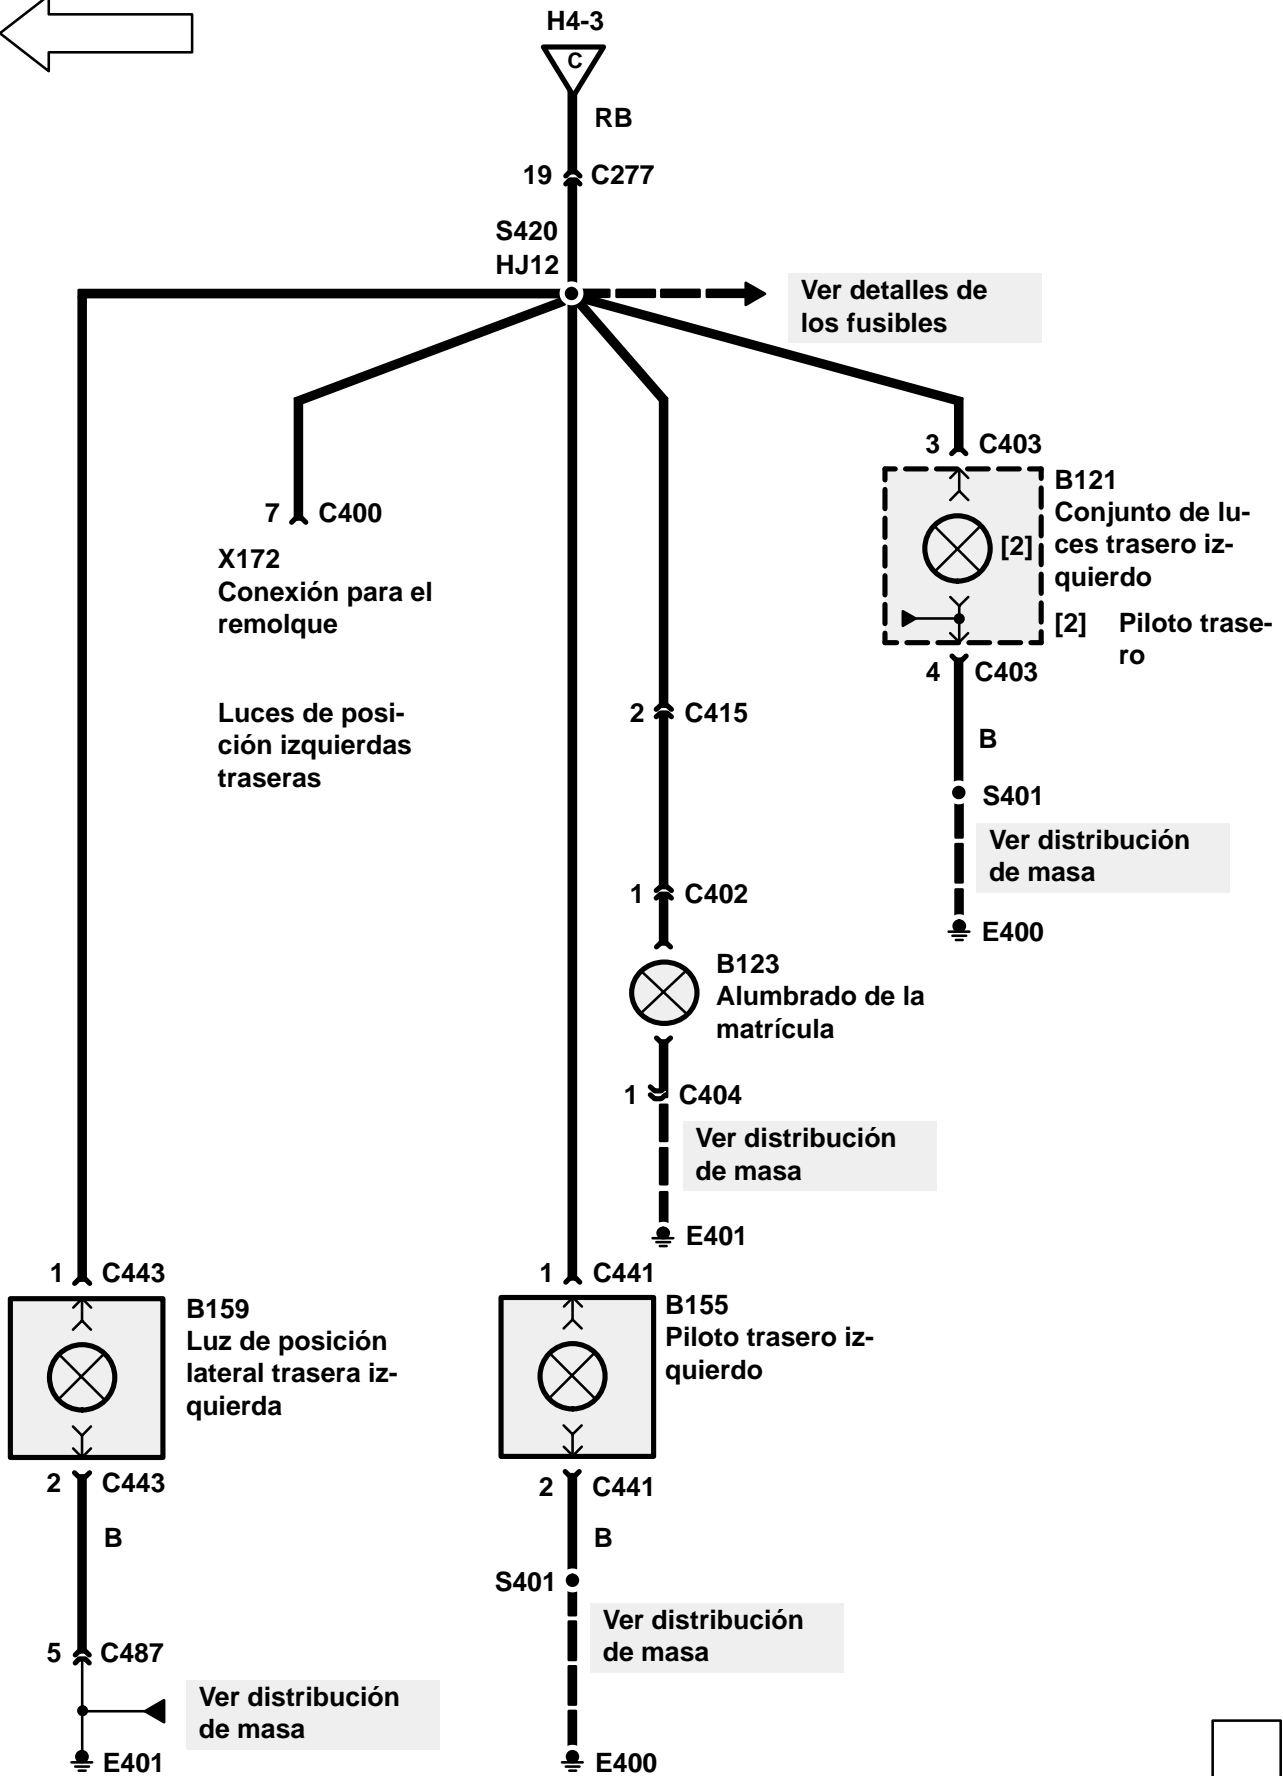 H4-3
C
RB
19 C277
S420
HJ12
Ver detalles de
los fusibles
3 C403
B121
Conjunto de lu-
ces trasero iz-
quierdo
[2]
[2] Piloto trase-
ro
4 C403
B
S401
Ver distribución
de masa
E400
7 C400
X172
Conexión para el
remolque
Luces de posi-
ción izquierdas
traseras
2 C415
1 C402
B123
Alumbrado de la
matrícula
1 C404
Ver distribución
de masa
E401
1 C443
B159
Luz de posición
lateral trasera iz-
quierda
2 C443
B
5 C487
Ver distribución
de masa
E401
1 C441
B155
Piloto trasero iz-
quierdo
2 C441
B
S401
Ver distribución
de masa
E400